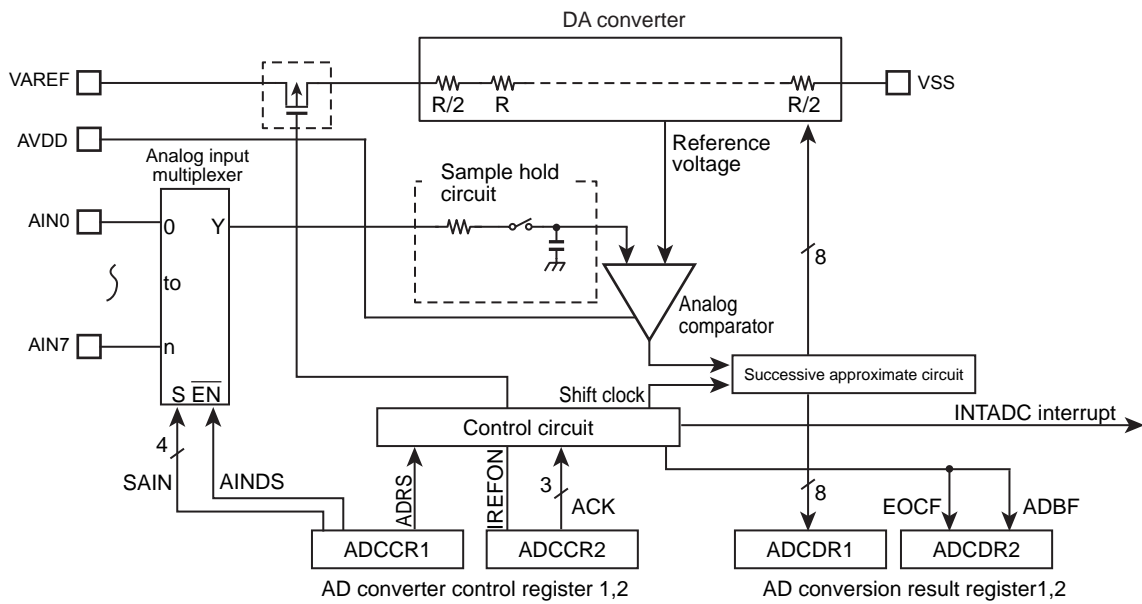 DA converter
VAREF
R/2
R
R/2
VSS
AVDD
Analog input
multiplexer
Reference
voltage
Sample hold
circuit
AIN0
0
Y
to
8
Analog
comparator
AIN7
n
S EN
Successive approximate circuit
Shift clock
INTADC interrupt
Control circuit
4
SAIN
AINDS
ADRS
IREFON
3
ACK
8
EOCF
ADBF
ADCCR1
ADCCR2
ADCDR1
ADCDR2
AD converter control register 1,2
AD conversion result register1,2